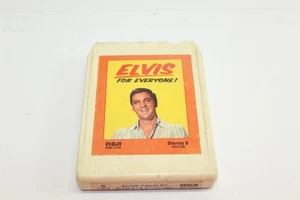 ELVIS
FOR EVERYONE!
RCA
Stereo 8
ELVIS PRESLEY
RCA